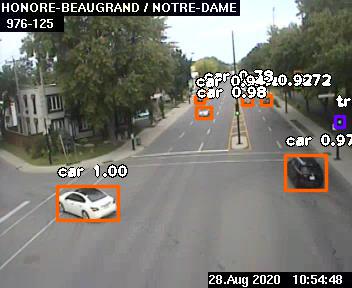 HONORE-BEAUGRAND / NOTRE-DAME
976-125
car 0.98
tr
car 0.97
car 1.00
28.Aug 2020 10:54:48